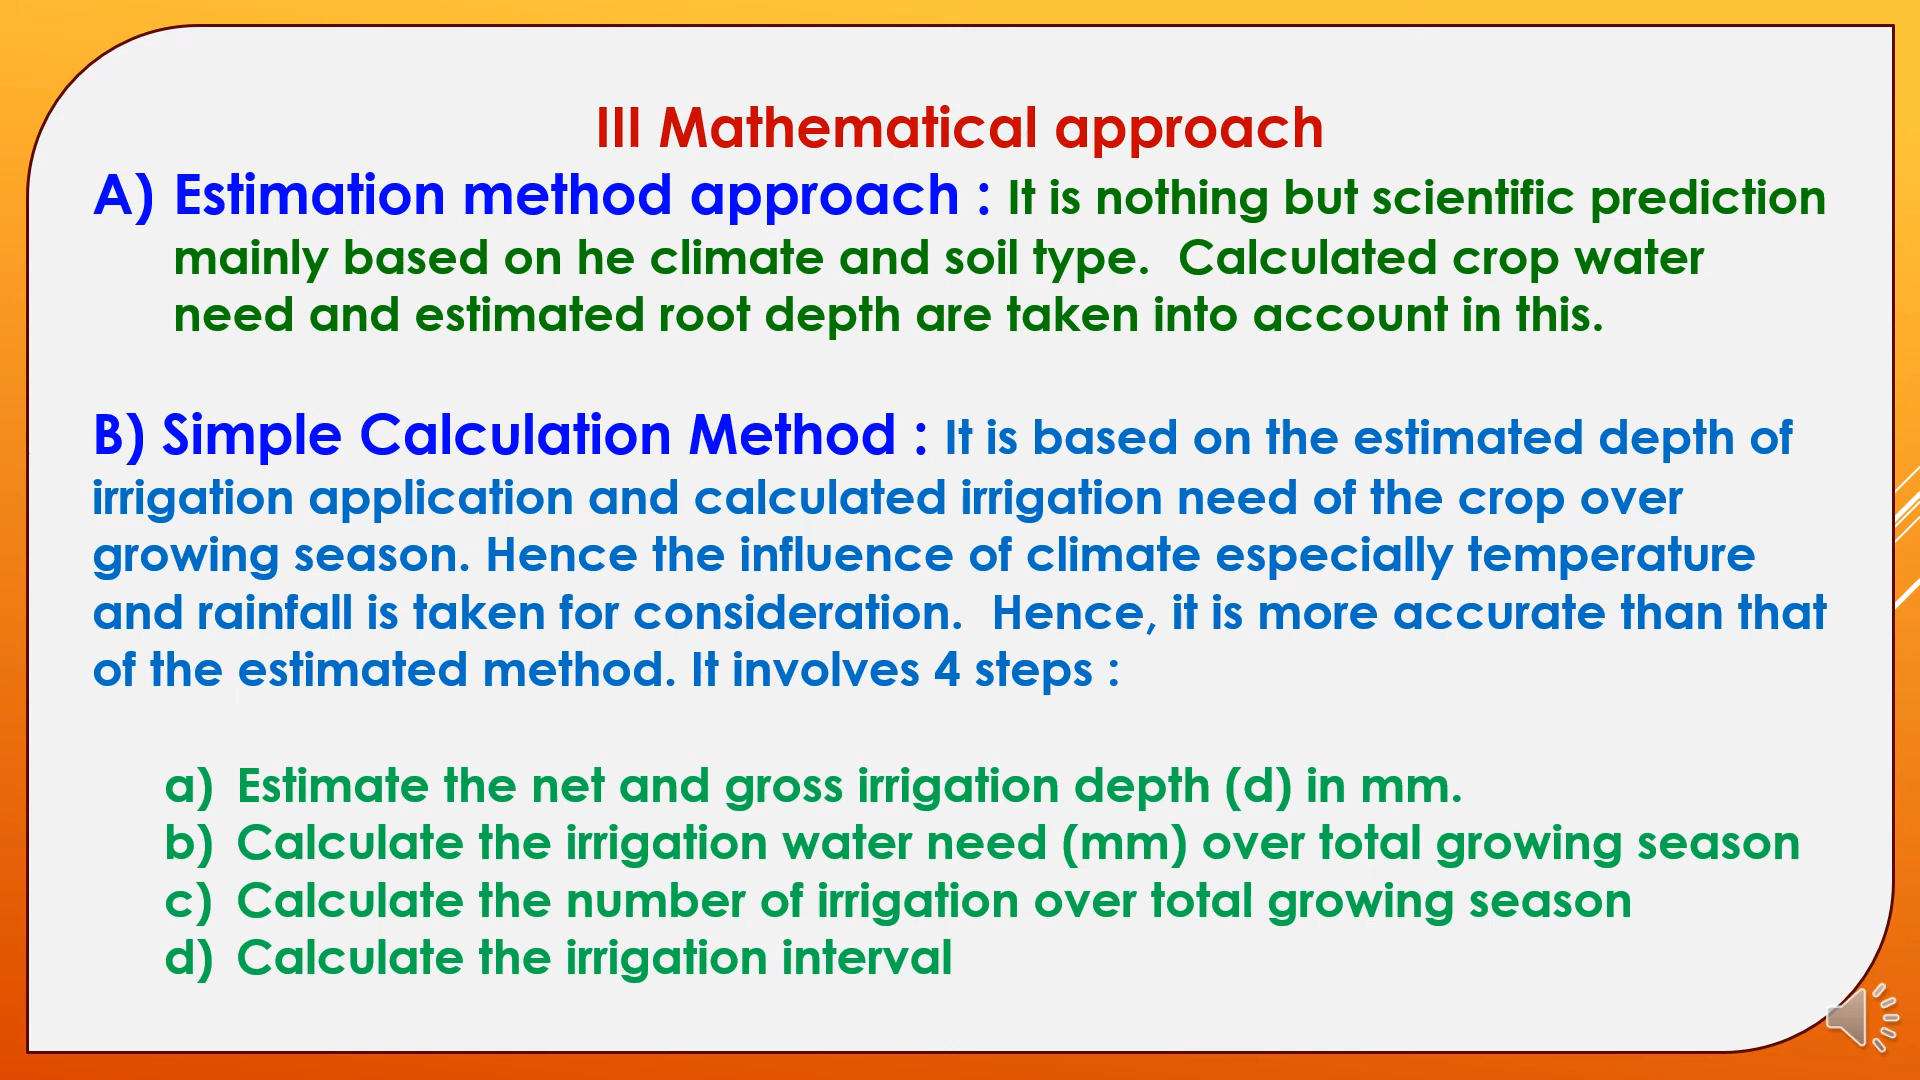 III Mathematical approach
A) Estimation method approach : It is nothing but scientific prediction
mainly based on he climate and soil type.  Calculated crop water
need and estimated root depth are taken into account in this.
B) Simple Calculation Method : It is based on the estimated depth of
irrigation application and calculated irrigation need of the crop over
growing season. Hence the influence of climate especially temperature
and rainfall is taken for consideration.  Hence, it is more accurate than that
of the estimated method. It involves 4 steps :
a) Estimate the net and gross irrigation depth (d) in mm.
b) Calculate the irrigation water need (mm) over total growing season
c) Calculate the number of irrigation over total growing season
d) Calculate the irrigation interval